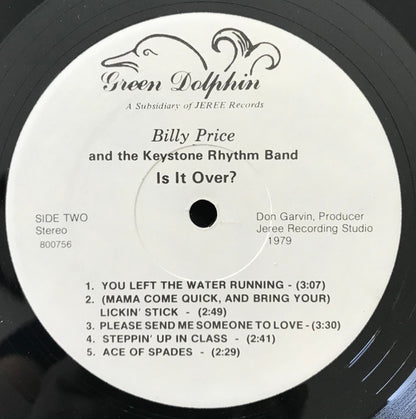 Green Dolphin
A Subsidiary of JEREE Records
Billy Price
and the Keystone Rhythm Band
Is It Over?
SIDE TWO
Stereo
800756
Don Garvin, Producer
Jeree Recording Studio
1979
1. YOU LEFT THE WATER RUNNING - (3:07)
2. (MAMA COME QUICK, AND BRING YOUR)
LICKIN' STICK - (2:49)
3. PLEASE SEND ME SOMEONE TO LOVE - (3:30)
4. STEPPIN' UP IN CLASS - (2:41)
5. ACE OF SPADES - (2:29)